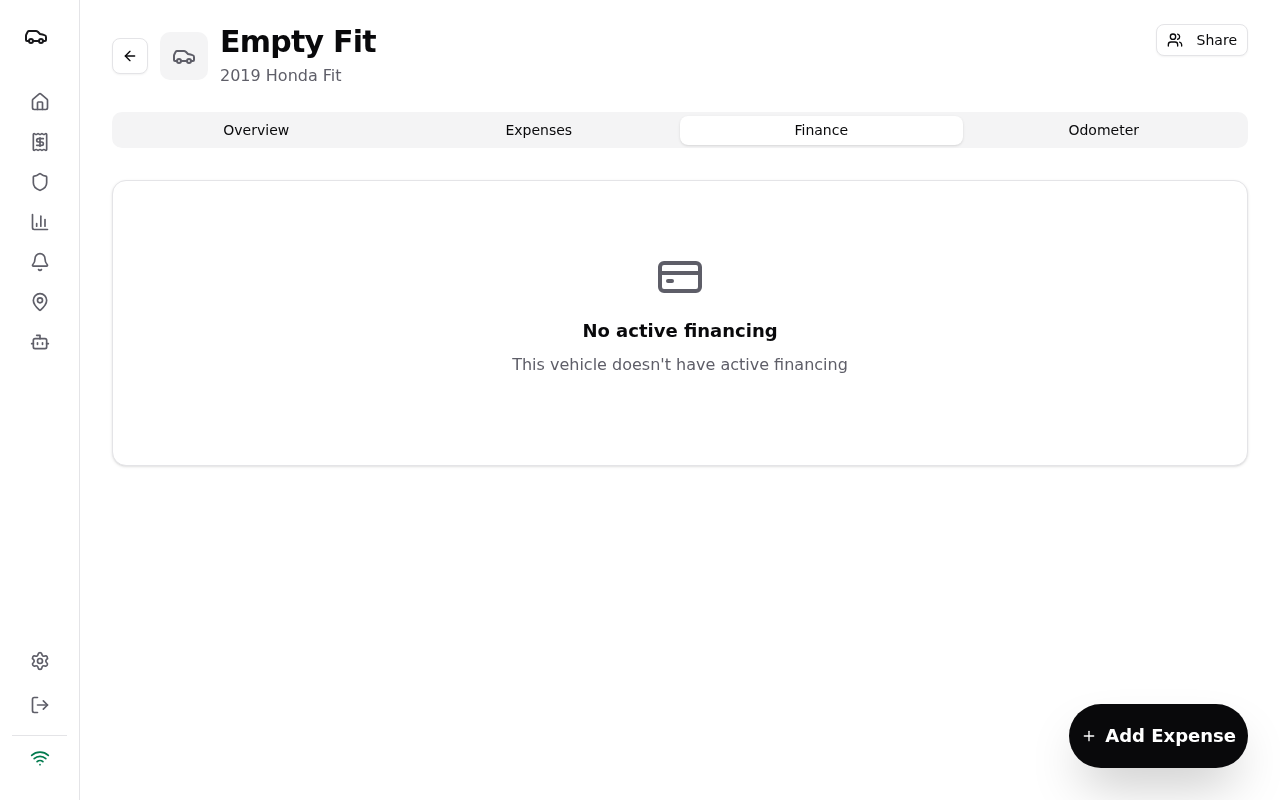 Empty Fit
2019 Honda Fit
Share
Overview
Expenses
Finance
Odometer
No active financing
This vehicle doesn't have active financing
Add Expense